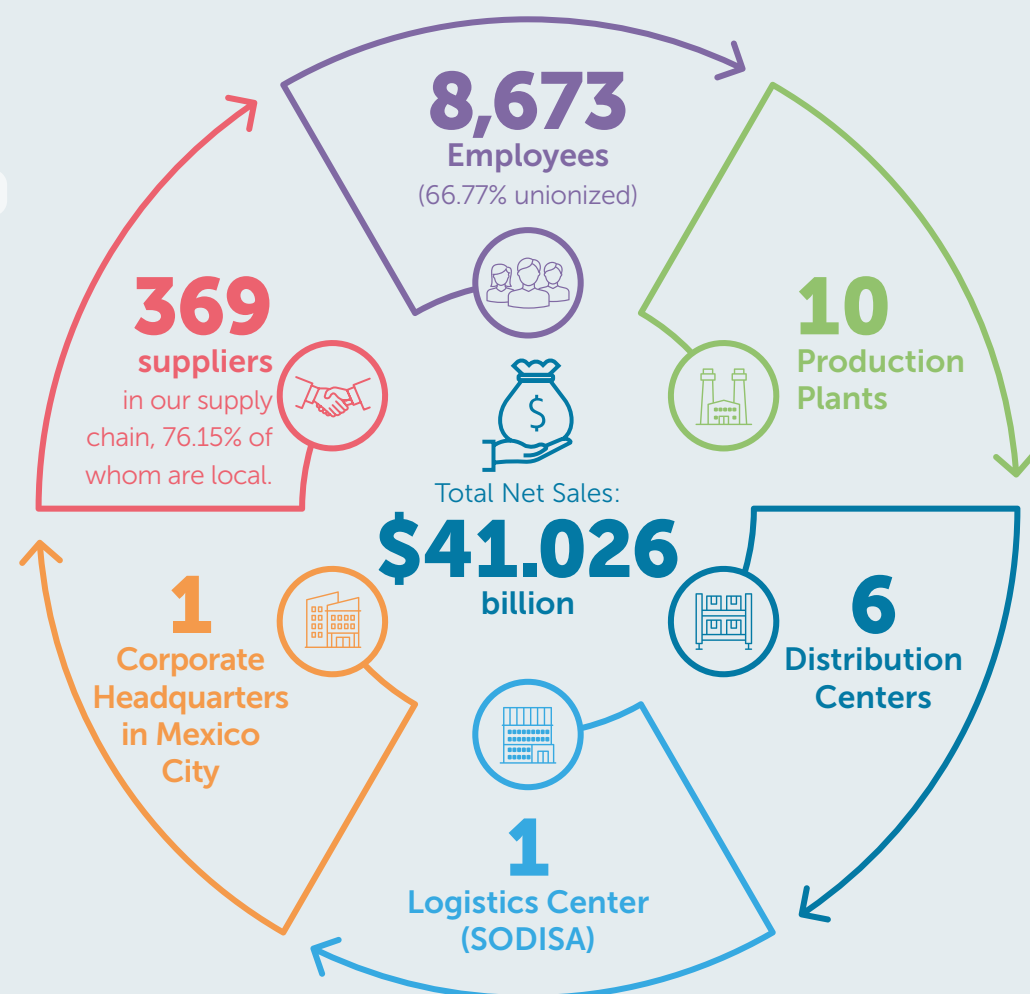 8,673
Employees
(66.77% unionized)
10
Production
Plants
6
Distribution
Centers
1
Logistics Center
(SODISA)
1
Corporate
Headquarters
in Mexico
City
369
suppliers
in our supply
chain, 76.15% of
whom are local.
$
Total Net Sales:
$41.026
billion